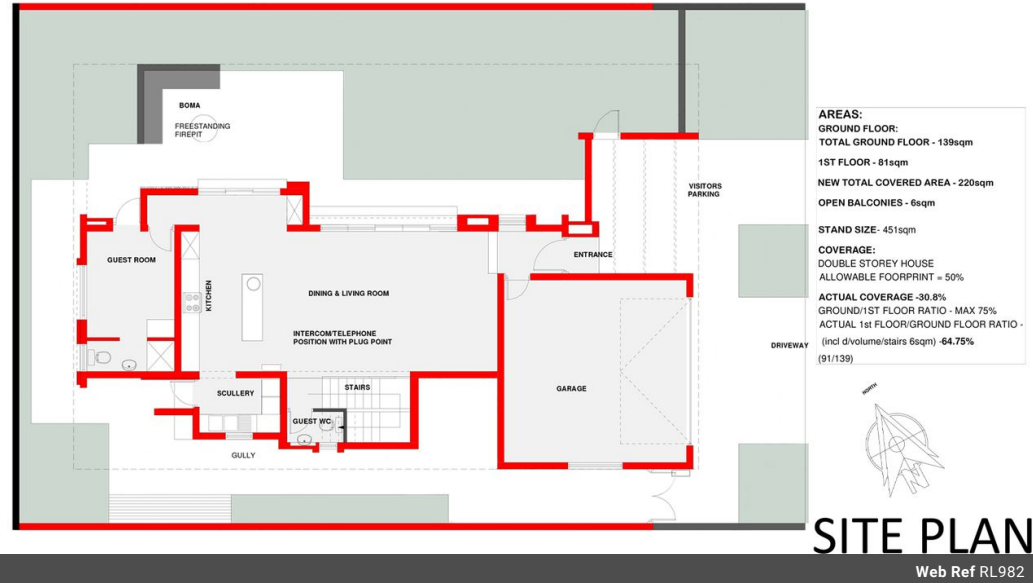 BOMA
FREESTANDING
FIREPIT
VISITORS
PARKING
GUEST ROOM
ENTRANCE
KITCHEN
DINING & LIVING ROOM
INTERCOM/TELEPHONE
POSITION WITH PLUG POINT
DRIVEWAY
STAIRS
SCULLERY
GARAGE
GUEST WC
GULLY
AREAS:
GROUND FLOOR:
TOTAL GROUND FLOOR - 139sqm
1ST FLOOR - 81sqm
NEW TOTAL COVERED AREA - 220sqm
OPEN BALCONIES - 6sqm
STAND SIZE- 451sqm
COVERAGE:
DOUBLE STOREY HOUSE
ALLOWABLE FOORPRINT = 50%
ACTUAL COVERAGE -30.8%
GROUND/1ST FLOOR RATIO - MAX 75%
ACTUAL 1st FLOOR/GROUND FLOOR RATIO -
(incl d/volume/stairs 6sqm) -64.75%
(91/139)
NORTH
SITE PLAN
Web Ref RL982